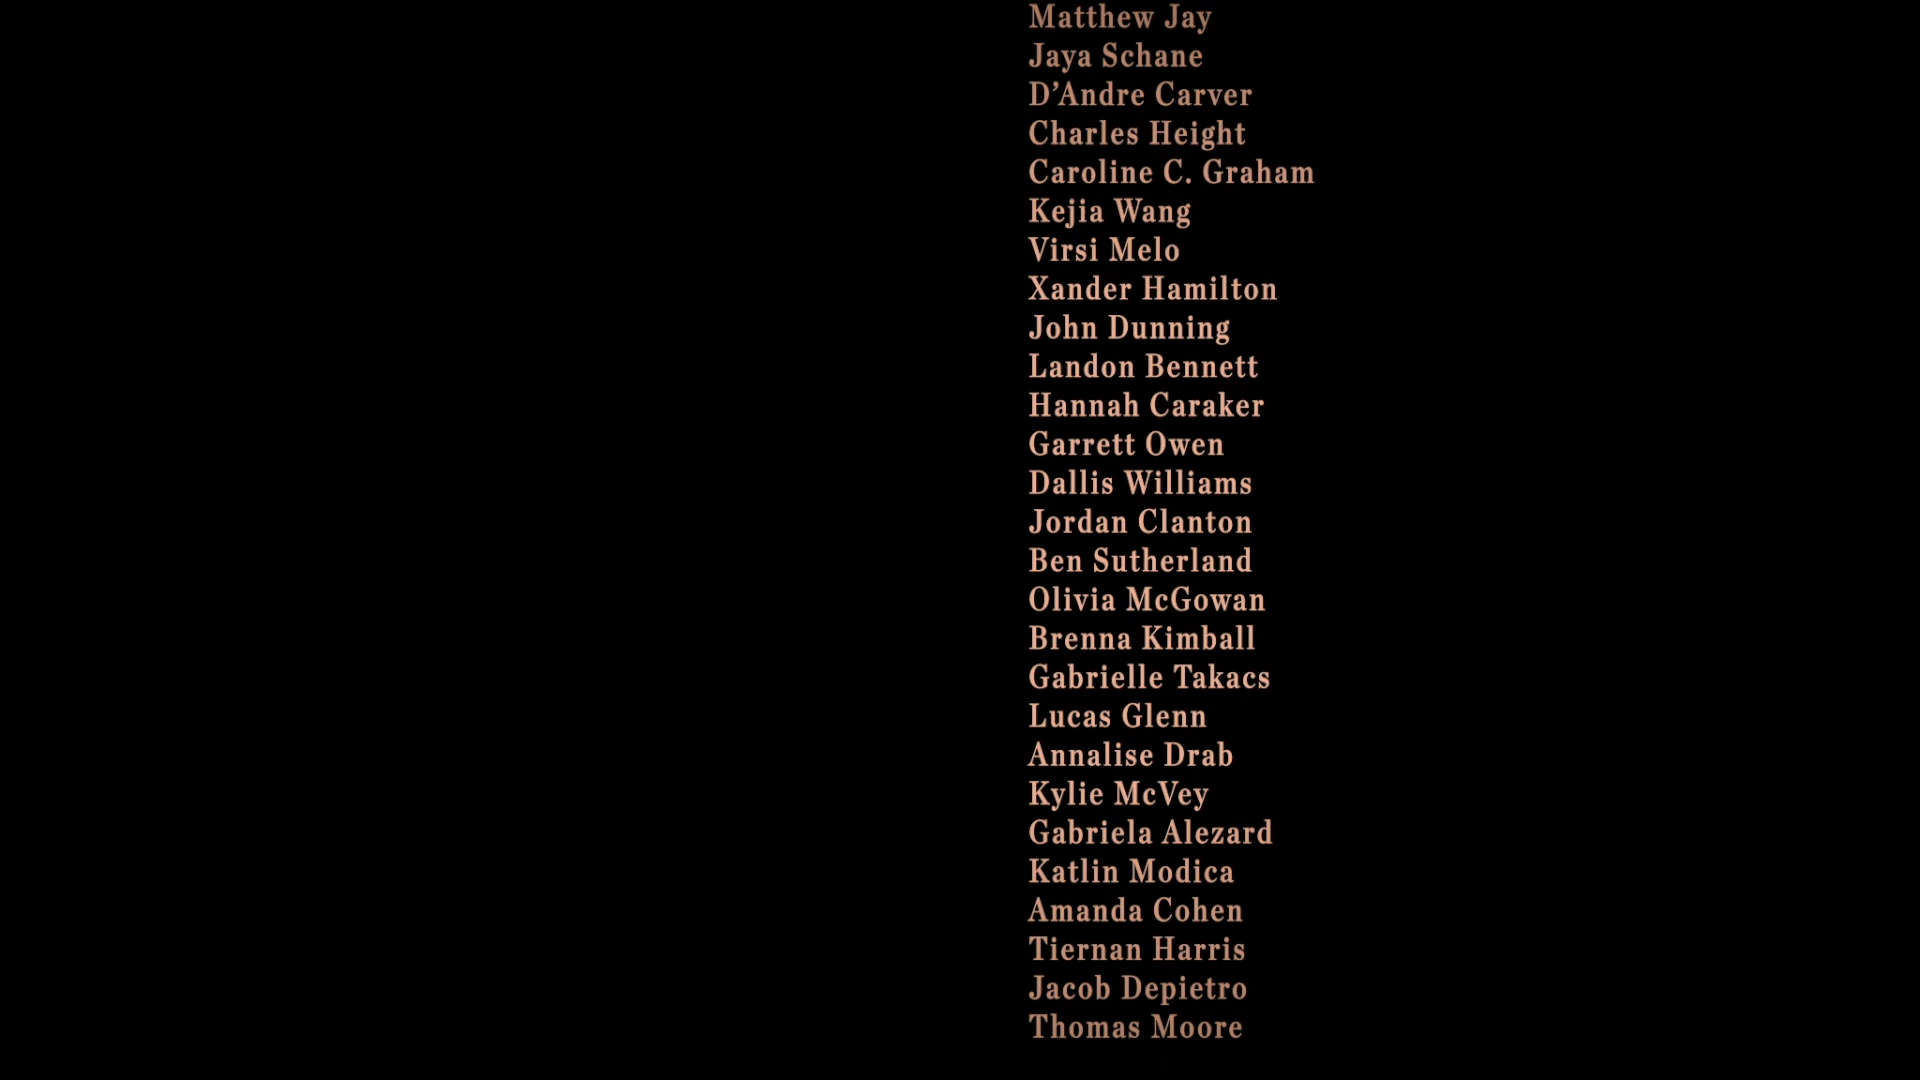 Matthew Jay
Jaya Schane
D’Andre Carver
Charles Height
Caroline C. Graham
Kejia Wang
Virsi Melo
Xander Hamilton
John Dunning
Landon Bennett
Hannah Caraker
Garrett Owen
Dallis Williams
Jordan Clanton
Ben Sutherland
Olivia McGowan
Brenna Kimball
Gabrielle Takacs
Lucas Glenn
Annalise Drab
Kylie McVey
Gabriela Alezard
Katlin Modica
Amanda Cohen
Tiernan Harris
Jacob Depietro
Thomas Moore